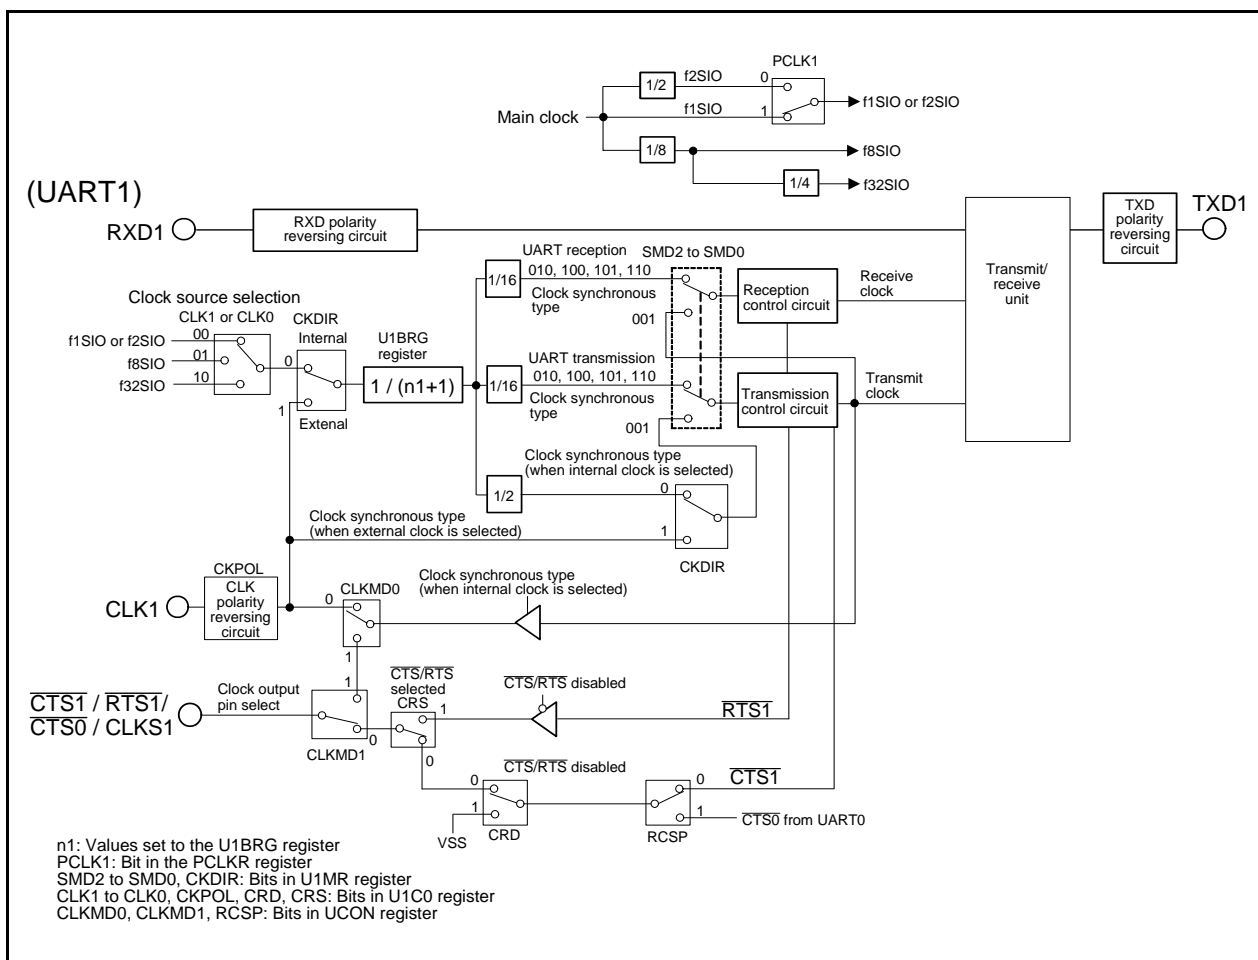 PCLK1
1/2
f2SIO
0
Main clock
f1SIO
1
f1SIO or f2SIO
1/8
f8SIO
1/4
f32SIO
(UART1)
RXD1
RXD polarity
reversing circuit
TXD
polarity
reversing
circuit
TXD1
Transmit/
receive
unit
UART reception
SMD2 to SMD0
1/16
010, 100, 101, 110
Clock synchronous
type
001
Reception
control circuit
Receive
clock
Clock source selection
CLK1 or CLK0
f1SIO or f2SIO
00
f8SIO
01
f32SIO
10
CKDIR
Internal
0
1
Extenal
U1BRG
register
1 / (n1+1)
UART transmission
1/16
010, 100, 101, 110
Clock synchronous
type
001
Transmission
control circuit
Transmit
clock
Clock synchronous type
(when internal clock is selected)
1/2
0
1
CKDIR
Clock synchronous type
(when external clock is selected)
CKPOL
CLK1
CLK
polarity
reversing
circuit
CLKMD0
0
1
Clock synchronous type
(when internal clock is selected)
CTS1 / RTS1/
CTS0 / CLKS1
Clock output
pin select
1
0
CLKMD1
CTS/RTS
selected
CRS
1
0
CTS/RTS disabled
RTS1
CTS/RTS disabled
0
1
VSS
CRD
RCSP
0
CTS1
1
CTS0 from UART0
n1: Values set to the U1BRG register
PCLK1: Bit in the PCLKR register
SMD2 to SMD0, CKDIR: Bits in U1MR register
CLK1 to CLK0, CKPOL, CRD, CRS: Bits in U1C0 register
CLKMD0, CLKMD1, RCSP: Bits in UCON register